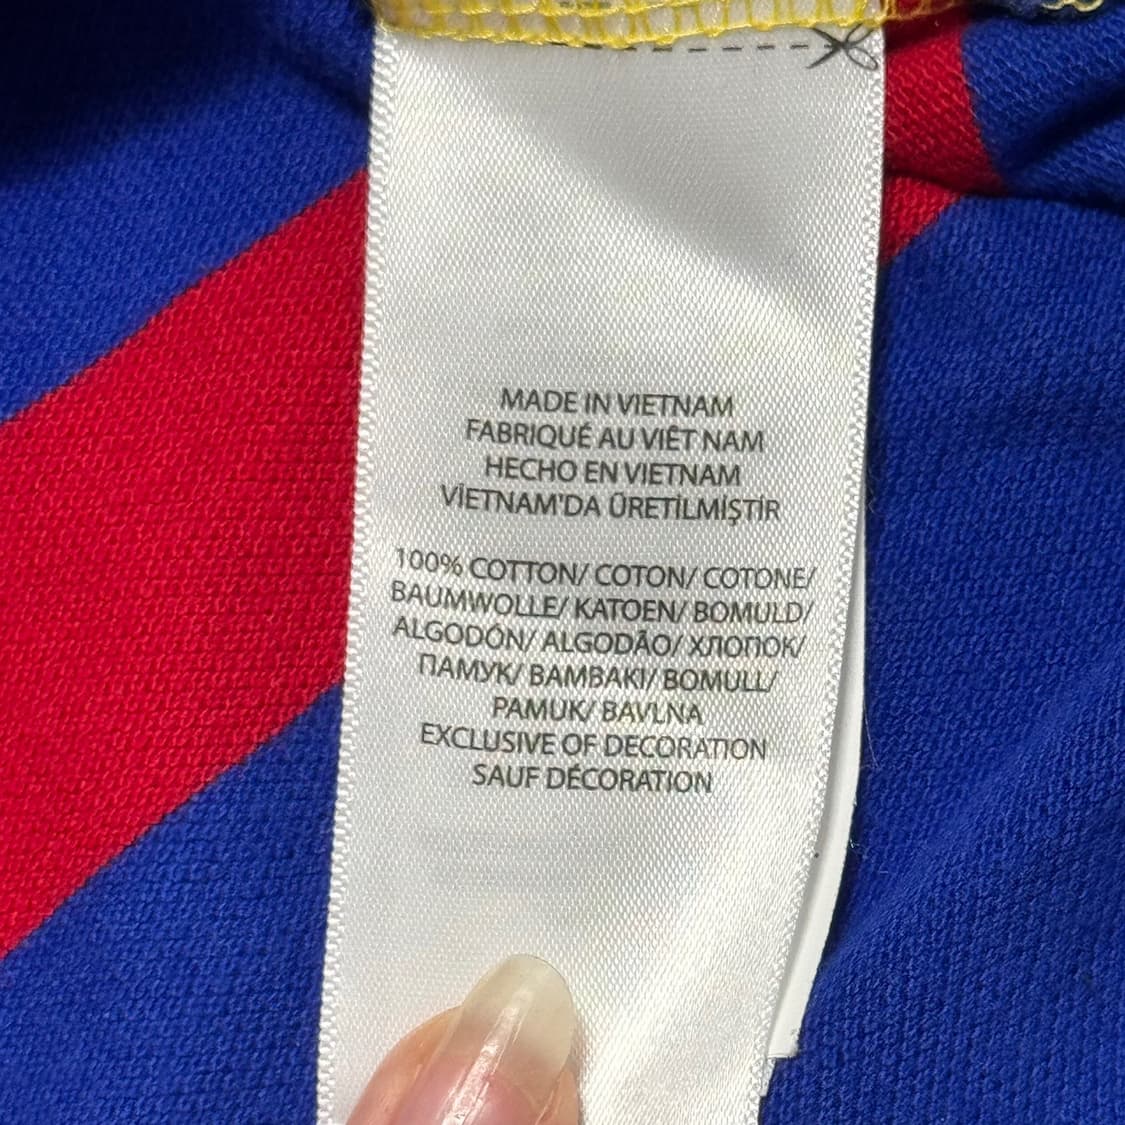 MADE IN VIETNAM
FABRIQUÉ AU VIÊT NAM
HECHO EN VIETNAM
VİETNAM'DA ÜRETİLMİŞTİR
100% COTTON/ COTON/ COTONE/
BAUMWOLLE/ KATOEN/ BOMULD/
ALGODÓN/ ALGODÃO/ ХЛОПОК/
ПАМУК/ BAMBAKI/ BOMULL/
PAMUK/ BAVLNA
EXCLUSIVE OF DECORATION
SAUF DÉCORATION